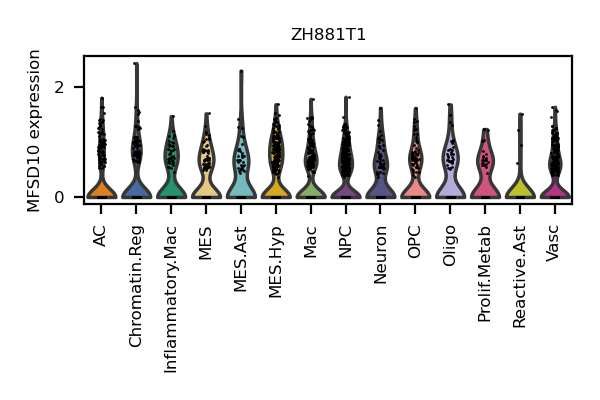 ZH881T1
MFSD10 expression
2
0
AC
Chromatin.Reg
Inflammatory.Mac
MES
MES.Ast
MES.Hyp
Mac
NPC
Neuron
OPC
Oligo
Prolif.Metab
Reactive.Ast
Vasc